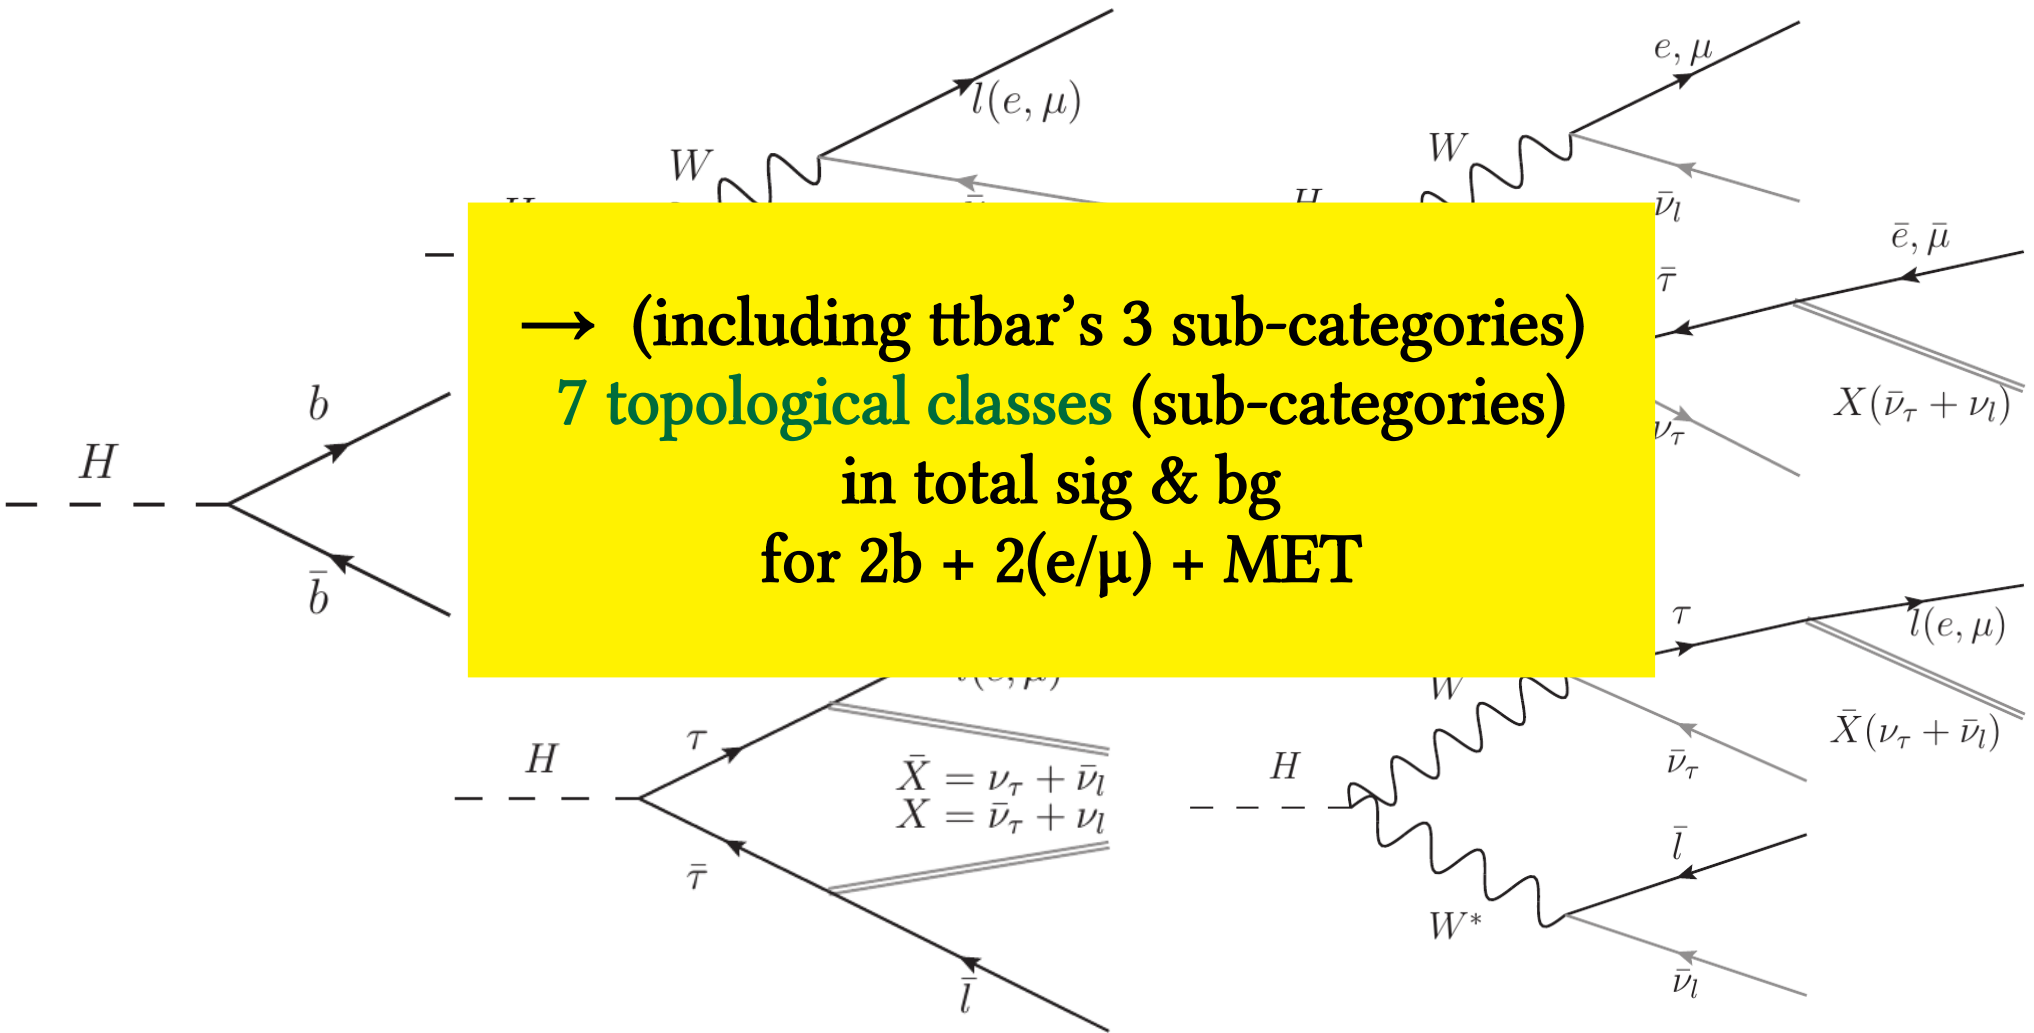 e, μ
l(e, μ)
W
W
H
ν̄_l
ē, μ̄
τ̄
→ (including ttbar’s 3 sub-categories)
7 topological classes (sub-categories)
in total sig & bg
for 2b + 2(e/μ) + MET
b
X(ν̄_τ + ν_l)
ν_τ
H
b̄
τ
l(e, μ)
l(e, μ)
W
τ
X̄(ν_τ + ν̄_l)
H
H
ν̄_τ
X̄ = ν_τ + ν̄_l
X = ν̄_τ + ν_l
l̄
τ̄
W*
l̄
ν̄_l